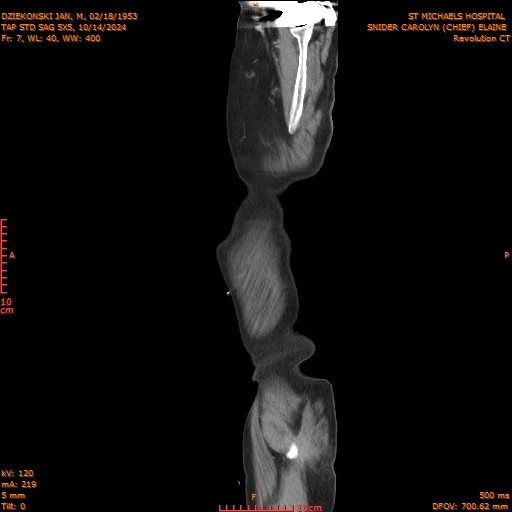 DZIEKONSKI JAN, M, 02/18/1953
TAP STD SAG 5X5, 10/14/2024
Fr: 7, WL: 40, WW: 400
ST MICHAELS HOSPITAL
SNIDER CAROLYN (CHIEF) ELAINE
Revolution CT
A
P
10
cm
kV: 120
mA: 219
5 mm
Tilt: 0
F
10cm
500 ms
DFOV: 700.62 mm